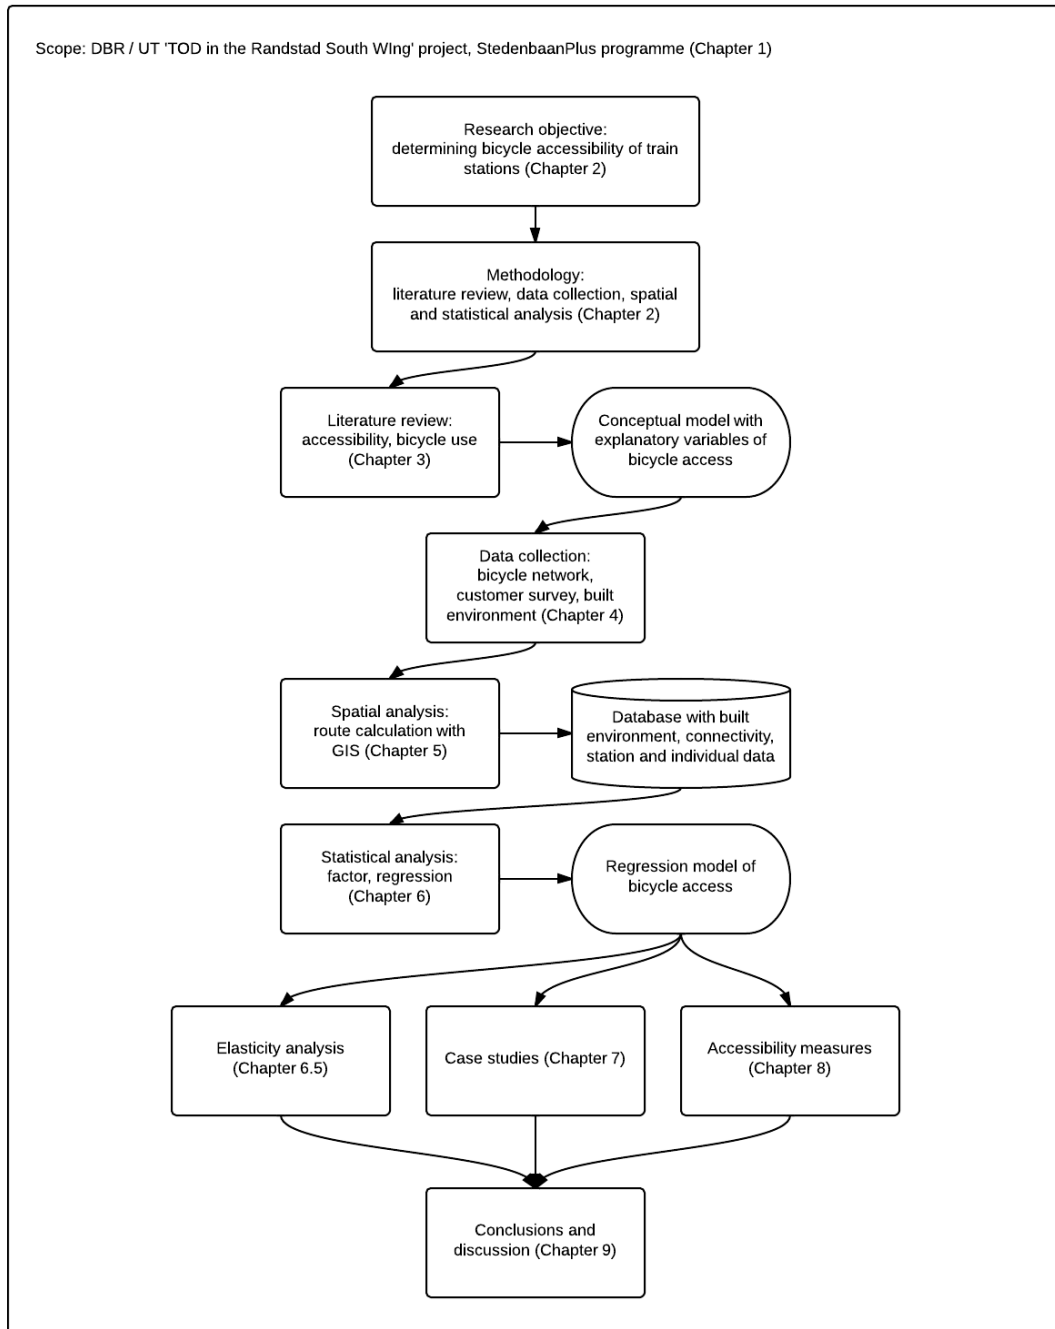 Scope: DBR / UT 'TOD in the Randstad South WIng' project, StedenbaanPlus programme (Chapter 1)
Research objective:
determining bicycle accessibility of train
stations (Chapter 2)
Methodology:
literature review, data collection, spatial
and statistical analysis (Chapter 2)
Literature review:
accessibility, bicycle use
(Chapter 3)
Conceptual model with
explanatory variables of
bicycle access
Data collection:
bicycle network,
customer survey, built
environment (Chapter 4)
Spatial analysis:
route calculation with
GIS (Chapter 5)
Database with built
environment, connectivity,
station and individual data
Statistical analysis:
factor, regression
(Chapter 6)
Regression model of
bicycle access
Elasticity analysis
(Chapter 6.5)
Case studies (Chapter 7)
Accessibility measures
(Chapter 8)
Conclusions and
discussion (Chapter 9)